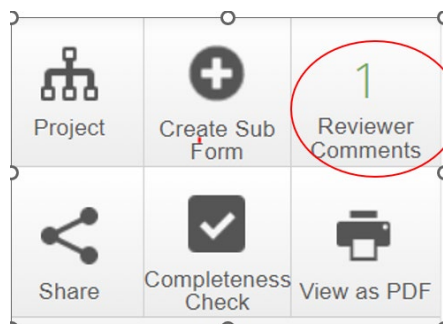 1
Project
Create Sub
Form
Reviewer
Comments
Share
Completeness
Check
View as PDF